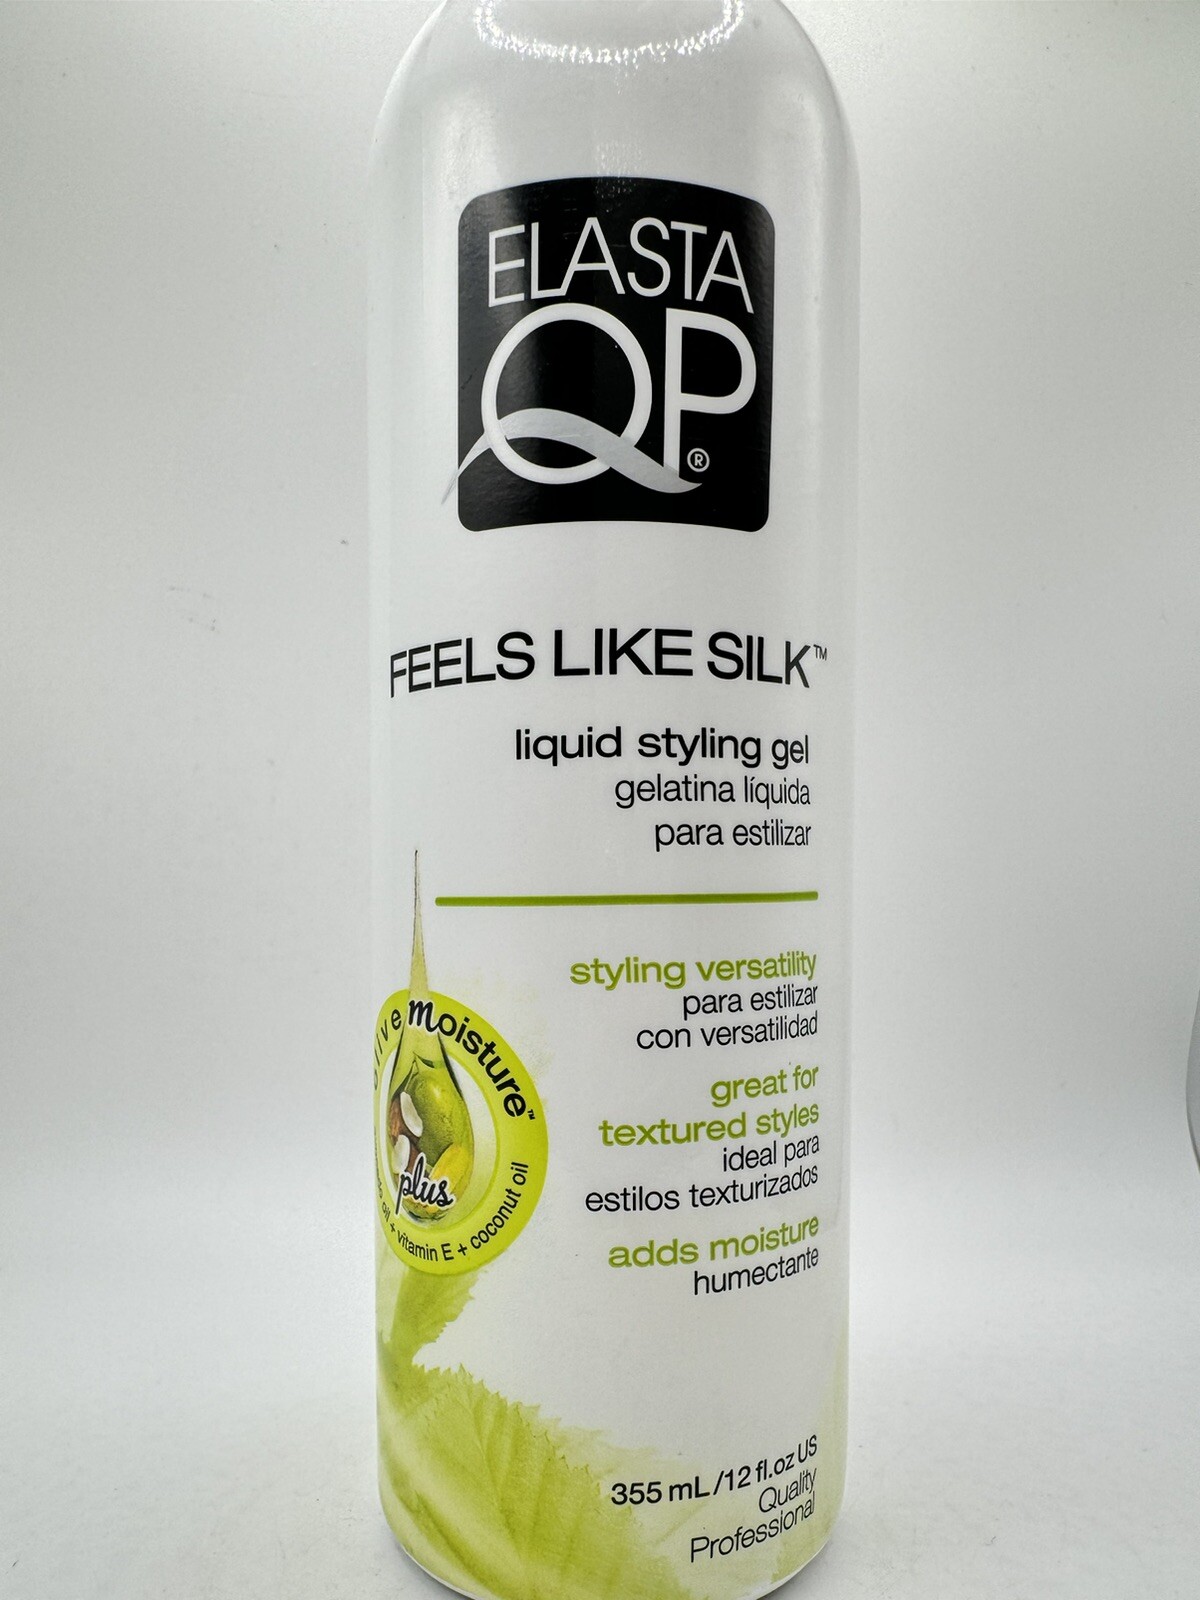 ELASTA
QP®
FEELS LIKE SILK™
liquid styling gel
gelatina líquida
para estilizar
styling versatility
para estilizar
con versatilidad
great for
textured styles
ideal para
estilos texturizados
adds moisture
humectante
olive moisture™
plus
oil + vitamin E + coconut oil
355 mL/12 fl.oz US
Quality
Professional